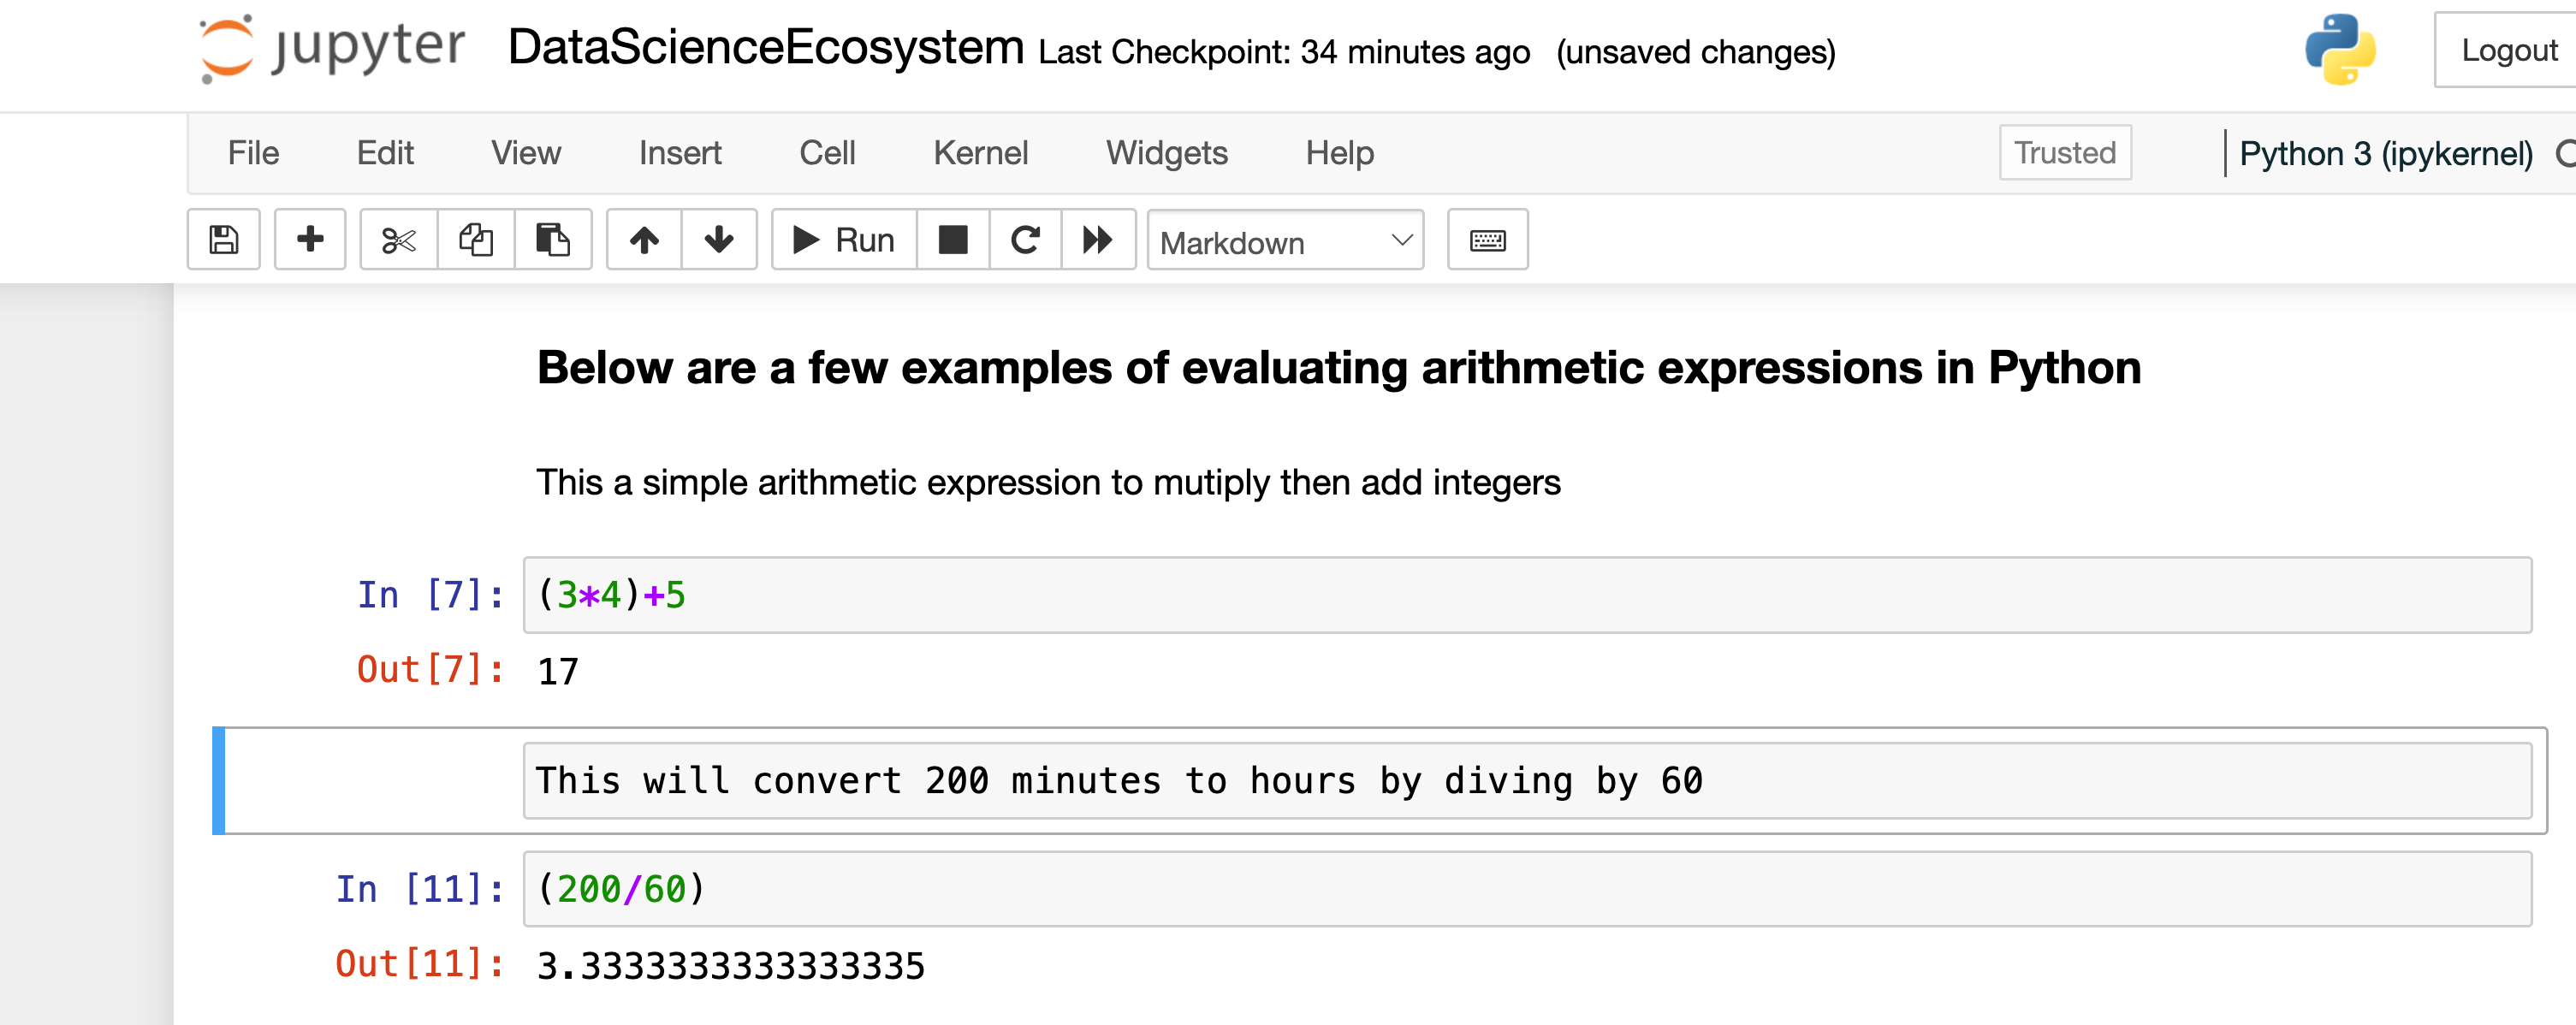 jupyter DataScienceEcosystem Last Checkpoint: 34 minutes ago (unsaved changes) Logout
File Edit View Insert Cell Kernel Widgets Help Trusted Python 3 (ipykernel)
Run Markdown
Below are a few examples of evaluating arithmetic expressions in Python
This a simple arithmetic expression to mutiply then add integers
In [7]: (3*4)+5
Out[7]: 17
This will convert 200 minutes to hours by diving by 60
In [11]: (200/60)
Out[11]: 3.3333333333333335